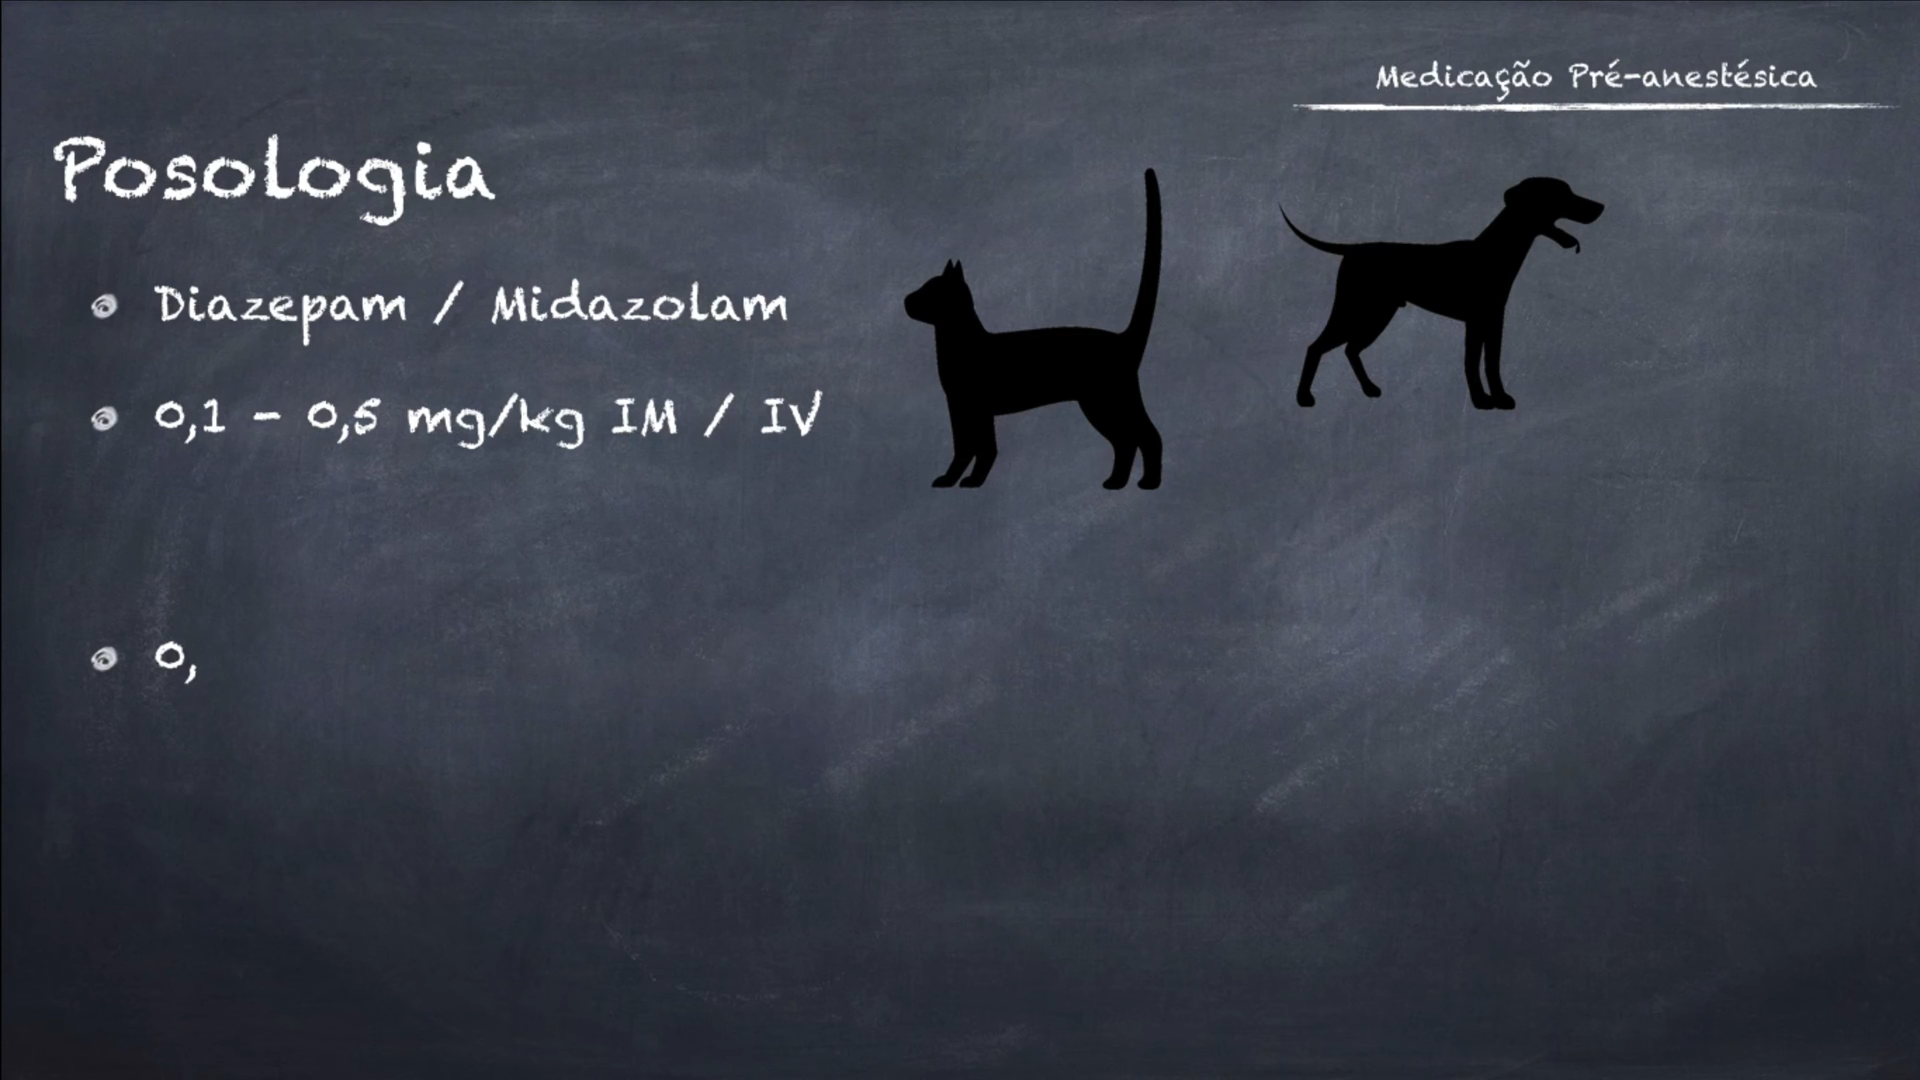 Medicação Pré-anestésica
Posologia
Diazepam / Midazolam
0,1 - 0,5 mg/kg IM / IV
0,